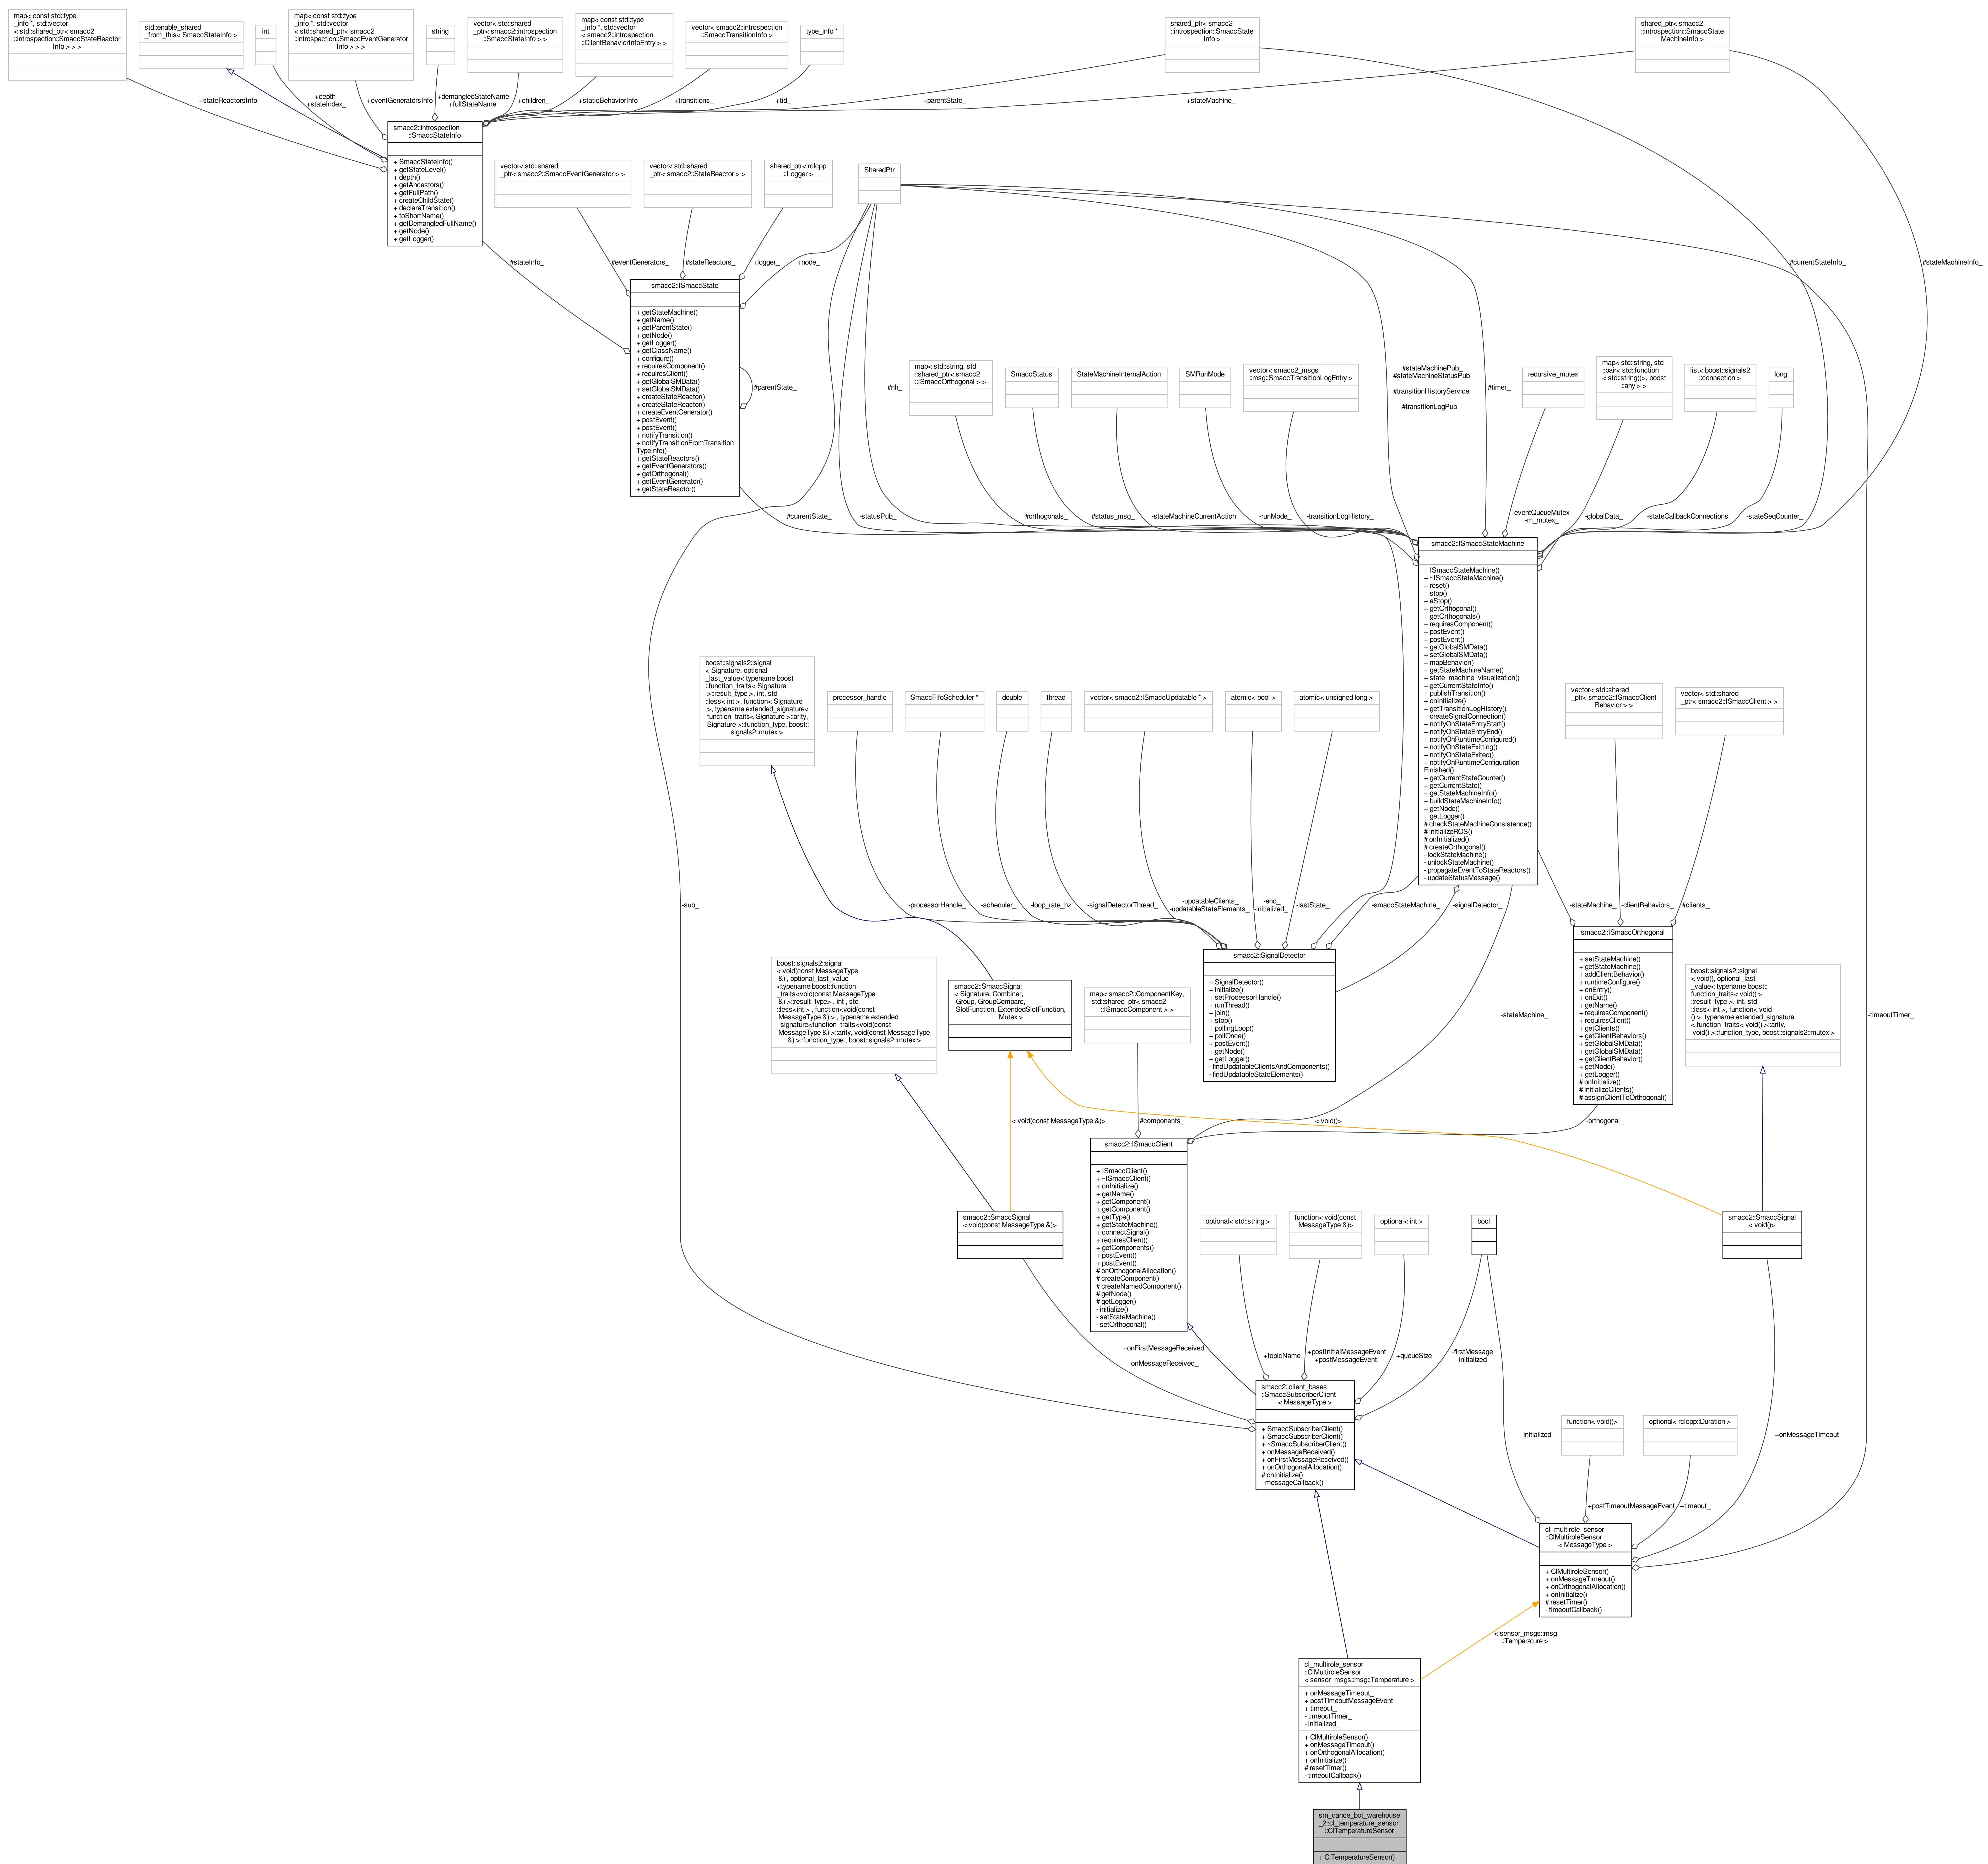 map< const std::type
_info *, std::vector
< std::shared_ptr< smacc2
::introspection::SmaccStateReactor
Info > > >
std::enable_shared
_from_this< SmaccStateInfo >
int
map< const std::type
_info *, std::vector
< std::shared_ptr< smacc2
::introspection::SmaccEventGenerator
Info > > >
string
vector< std::shared
_ptr< smacc2::introspection
::SmaccStateInfo > >
map< const std::type
_info *, std::vector
< smacc2::introspection
::ClientBehaviorInfoEntry > >
vector< smacc2::introspection
::SmaccTransitionInfo >
type_info *
shared_ptr< smacc2
::introspection::SmaccState
Info >
shared_ptr< smacc2
::introspection::SmaccState
MachineInfo >
+stateReactorsInfo
+depth_
+stateIndex_
+eventGeneratorsInfo
+demangledStateName
+fullStateName
+children_
+staticBehaviorInfo
+transitions_
+tid_
+parentState_
+stateMachine_
smacc2::introspection
::SmaccStateInfo
+ SmaccStateInfo()
+ getStateLevel()
+ depth()
+ getAncestors()
+ getFullPath()
+ createChildState()
+ declareTransition()
+ toShortName()
+ getDemangledFullName()
+ getNode()
+ getLogger()
vector< std::shared
_ptr< smacc2::SmaccEventGenerator > >
vector< std::shared
_ptr< smacc2::StateReactor > >
shared_ptr< rclcpp
::Logger >
SharedPtr
#stateInfo_
#eventGenerators_
#stateReactors_
+logger_
+node_
#currentStateInfo_
#stateMachineInfo_
smacc2::ISmaccState
+ getStateMachine()
+ getName()
+ getParentState()
+ getNode()
+ getLogger()
+ getClassName()
+ configure()
+ requiresComponent()
+ requiresClient()
+ getGlobalSMData()
+ setGlobalSMData()
+ createStateReactor()
+ createStateReactor()
+ createEventGenerator()
+ postEvent()
+ postEvent()
+ notifyTransition()
+ notifyTransitionFromTransition
TypeInfo()
+ getStateReactors()
+ getEventGenerators()
+ getOrthogonal()
+ getEventGenerator()
+ getStateReactor()
#parentState_
#nh_
map< std::string, std
::shared_ptr< smacc2
::ISmaccOrthogonal > >
SmaccStatus
StateMachineInternalAction
SMRunMode
vector< smacc2_msgs
::msg::SmaccTransitionLogEntry >
#stateMachinePub_
#stateMachineStatusPub
_
#transitionHistoryService
_
#transitionLogPub_
#timer_
recursive_mutex
map< std::string, std
::pair< std::function
< std::string()>, boost
::any > >
list< boost::signals2
::connection >
long
#currentState_
-statusPub_
#orthogonals_
#status_msg_
-stateMachineCurrentAction
-runMode_
-transitionLogHistory_
-eventQueueMutex_
-m_mutex_
-globalData_
-stateCallbackConnections
-stateSeqCounter_
smacc2::ISmaccStateMachine
+ ISmaccStateMachine()
+ ~ISmaccStateMachine()
+ reset()
+ stop()
+ eStop()
+ getOrthogonal()
+ getOrthogonals()
+ requiresComponent()
+ postEvent()
+ postEvent()
+ getGlobalSMData()
+ setGlobalSMData()
+ mapBehavior()
+ getStateMachineName()
+ state_machine_visualization()
+ getCurrentStateInfo()
+ publishTransition()
+ onInitialize()
+ getTransitionLogHistory()
+ createSignalConnection()
+ notifyOnStateEntryStart()
+ notifyOnStateEntryEnd()
+ notifyOnRuntimeConfigured()
+ notifyOnStateExitting()
+ notifyOnStateExited()
+ notifyOnRuntimeConfiguration
Finished()
+ getCurrentStateCounter()
+ getCurrentState()
+ getStateMachineInfo()
+ buildStateMachineInfo()
+ getNode()
+ getLogger()
# checkStateMachineConsistence()
# initializeROS()
# onInitialized()
# createOrthogonal()
- lockStateMachine()
- unlockStateMachine()
- propagateEventToStateReactors()
- updateStatusMessage()
boost::signals2::signal
< Signature, optional
_last_value< typename boost
::function_traits< Signature
>::result_type >, int, std
::less< int >, function< Signature
>, typename extended_signature<
function_traits< Signature >::arity,
Signature >::function_type, boost::
signals2::mutex >
processor_handle
SmaccFifoScheduler *
double
thread
vector< smacc2::ISmaccUpdatable * >
atomic< bool >
atomic< unsigned long >
vector< std::shared
_ptr< smacc2::ISmaccClient
Behavior > >
vector< std::shared
_ptr< smacc2::ISmaccClient > >
-sub_
-processorHandle_
-scheduler_
-loop_rate_hz
-signalDetectorThread_
-updatableClients_
-updatableStateElements_
-end_
-initialized_
-lastState_
-smaccStateMachine_
-signalDetector_
-stateMachine_
-clientBehaviors_
#clients_
boost::signals2::signal
< void(const MessageType
&) , optional_last_value
<typename boost::function
_traits<void(const MessageType
&) >::result_type> , int , std
::less<int > , function<void(const
MessageType &) > , typename extended
_signature<function_traits<void(const
MessageType &) >::arity, void(const MessageType
&) >::function_type , boost::signals2::mutex >
smacc2::SmaccSignal
< Signature, Combiner,
Group, GroupCompare,
SlotFunction, ExtendedSlotFunction,
Mutex >
map< smacc2::ComponentKey,
std::shared_ptr< smacc2
::ISmaccComponent > >
smacc2::SignalDetector
+ SignalDetector()
+ initialize()
+ setProcessorHandle()
+ runThread()
+ join()
+ stop()
+ pollingLoop()
+ pollOnce()
+ postEvent()
+ getNode()
+ getLogger()
- findUpdatableClientsAndComponents()
- findUpdatableStateElements()
-stateMachine_
smacc2::ISmaccOrthogonal
+ setStateMachine()
+ getStateMachine()
+ addClientBehavior()
+ runtimeConfigure()
+ onEntry()
+ onExit()
+ getName()
+ requiresComponent()
+ requiresClient()
+ getClients()
+ getClientBehaviors()
+ setGlobalSMData()
+ getGlobalSMData()
+ getClientBehavior()
+ getNode()
+ getLogger()
# onInitialize()
# initializeClients()
# assignClientToOrthogonal()
boost::signals2::signal
< void(), optional_last
_value< typename boost::
function_traits< void() >
::result_type >, int, std
::less< int >, function< void
() >, typename extended_signature
< function_traits< void() >::arity,
void() >::function_type, boost::signals2::mutex >
-timeoutTimer_
< void(const MessageType &)>
#components_
< void()>
-orthogonal_
smacc2::ISmaccClient
+ ISmaccClient()
+ ~ISmaccClient()
+ onInitialize()
+ getName()
+ getComponent()
+ getComponent()
+ getType()
+ getStateMachine()
+ connectSignal()
+ requiresClient()
+ getComponents()
+ postEvent()
+ postEvent()
# onOrthogonalAllocation()
# createComponent()
# createNamedComponent()
# getNode()
# getLogger()
- initialize()
- setStateMachine()
- setOrthogonal()
smacc2::SmaccSignal
< void(const MessageType &)>
optional< std::string >
function< void(const
MessageType &)>
optional< int >
bool
smacc2::SmaccSignal
< void()>
+onFirstMessageReceived
_
+onMessageReceived_
+topicName
+postInitialMessageEvent
+postMessageEvent
+queueSize
-firstMessage_
-initialized_
smacc2::client_bases
::SmaccSubscriberClient
< MessageType >
+ SmaccSubscriberClient()
+ SmaccSubscriberClient()
+ ~SmaccSubscriberClient()
+ onMessageReceived()
+ onFirstMessageReceived()
+ onOrthogonalAllocation()
# onInitialize()
- messageCallback()
function< void()>
optional< rclcpp::Duration >
-initialized_
+onMessageTimeout_
+postTimeoutMessageEvent
+timeout_
cl_multirole_sensor
::ClMultiroleSensor
< MessageType >
+ ClMultiroleSensor()
+ onMessageTimeout()
+ onOrthogonalAllocation()
+ onInitialize()
# resetTimer()
- timeoutCallback()
< sensor_msgs::msg
::Temperature >
cl_multirole_sensor
::ClMultiroleSensor
< sensor_msgs::msg::Temperature >
+ onMessageTimeout_
+ postTimeoutMessageEvent
+ timeout_
- timeoutTimer_
- initialized_
+ ClMultiroleSensor()
+ onMessageTimeout()
+ onOrthogonalAllocation()
+ onInitialize()
# resetTimer()
- timeoutCallback()
sm_dance_bot_warehouse
_2::cl_temperature_sensor
::ClTemperatureSensor
+ ClTemperatureSensor()